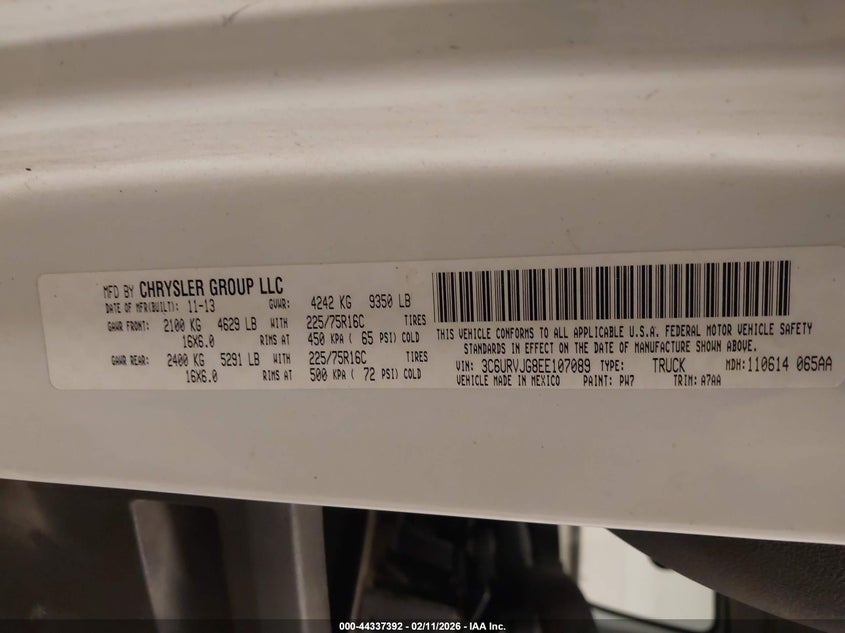 MFD BY CHRYSLER GROUP LLC
DATE OF MFR(BUILT): 11-13 GVWR: 4242 KG 9350 LB
GAWR FRONT: 2100 KG 4629 LB WITH 225/75R16C TIRES
16X6.0 RIMS AT 450 KPA ( 65 PSI) COLD
GAWR REAR: 2400 KG 5291 LB WITH 225/75R16C TIRES
16X6.0 RIMS AT 500 KPA ( 72 PSI) COLD
THIS VEHICLE CONFORMS TO ALL APPLICABLE U.S.A. FEDERAL MOTOR VEHICLE SAFETY
STANDARDS IN EFFECT ON THE DATE OF MANUFACTURE SHOWN ABOVE.
VIN: 3C6URVJG8EE107089 TYPE: TRUCK MDH:110614 065AA
VEHICLE MADE IN MEXICO PAINT: PW7 TRIM: A7AA
000-44337392 - 02/11/2026 - IAA Inc.